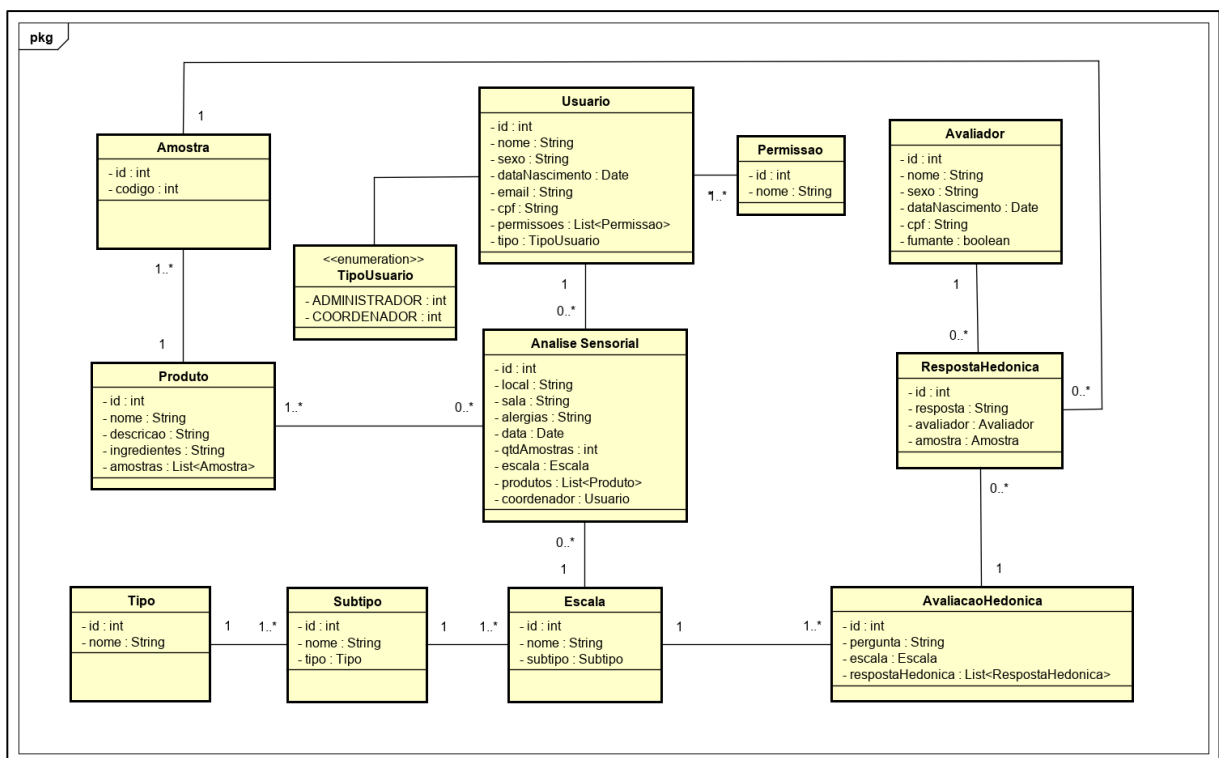 pkg
1
Amostra
- id : int
- codigo : int
1..*
1
Usuario
- id : int
- nome : String
- sexo : String
- dataNascimento : Date
- email : String
- cpf : String
- permissoes : List<Permissao>
- tipo : TipoUsuario
*1..*
Permissao
- id : int
- nome : String
Avaliador
- id : int
- nome : String
- sexo : String
- dataNascimento : Date
- cpf : String
- fumante : boolean
<<enumeration>>
TipoUsuario
- ADMINISTRADOR : int
- COORDENADOR : int
1
0..*
1
0..*
Produto
- id : int
- nome : String
- descricao : String
- ingredientes : String
- amostras : List<Amostra>
1..*
0..*
Analise Sensorial
- id : int
- local : String
- sala : String
- alergias : String
- data : Date
- qtdAmostras : int
- escala : Escala
- produtos : List<Produto>
- coordenador : Usuario
RespostaHedonica
- id : int
- resposta : String
- avaliador : Avaliador
- amostra : Amostra
0..*
0..*
1
0..*
1
Tipo
- id : int
- nome : String
1
1..*
Subtipo
- id : int
- nome : String
- tipo : Tipo
1
1..*
Escala
- id : int
- nome : String
- subtipo : Subtipo
1
1..*
AvaliacaoHedonica
- id : int
- pergunta : String
- escala : Escala
- respostaHedonica : List<RespostaHedonica>